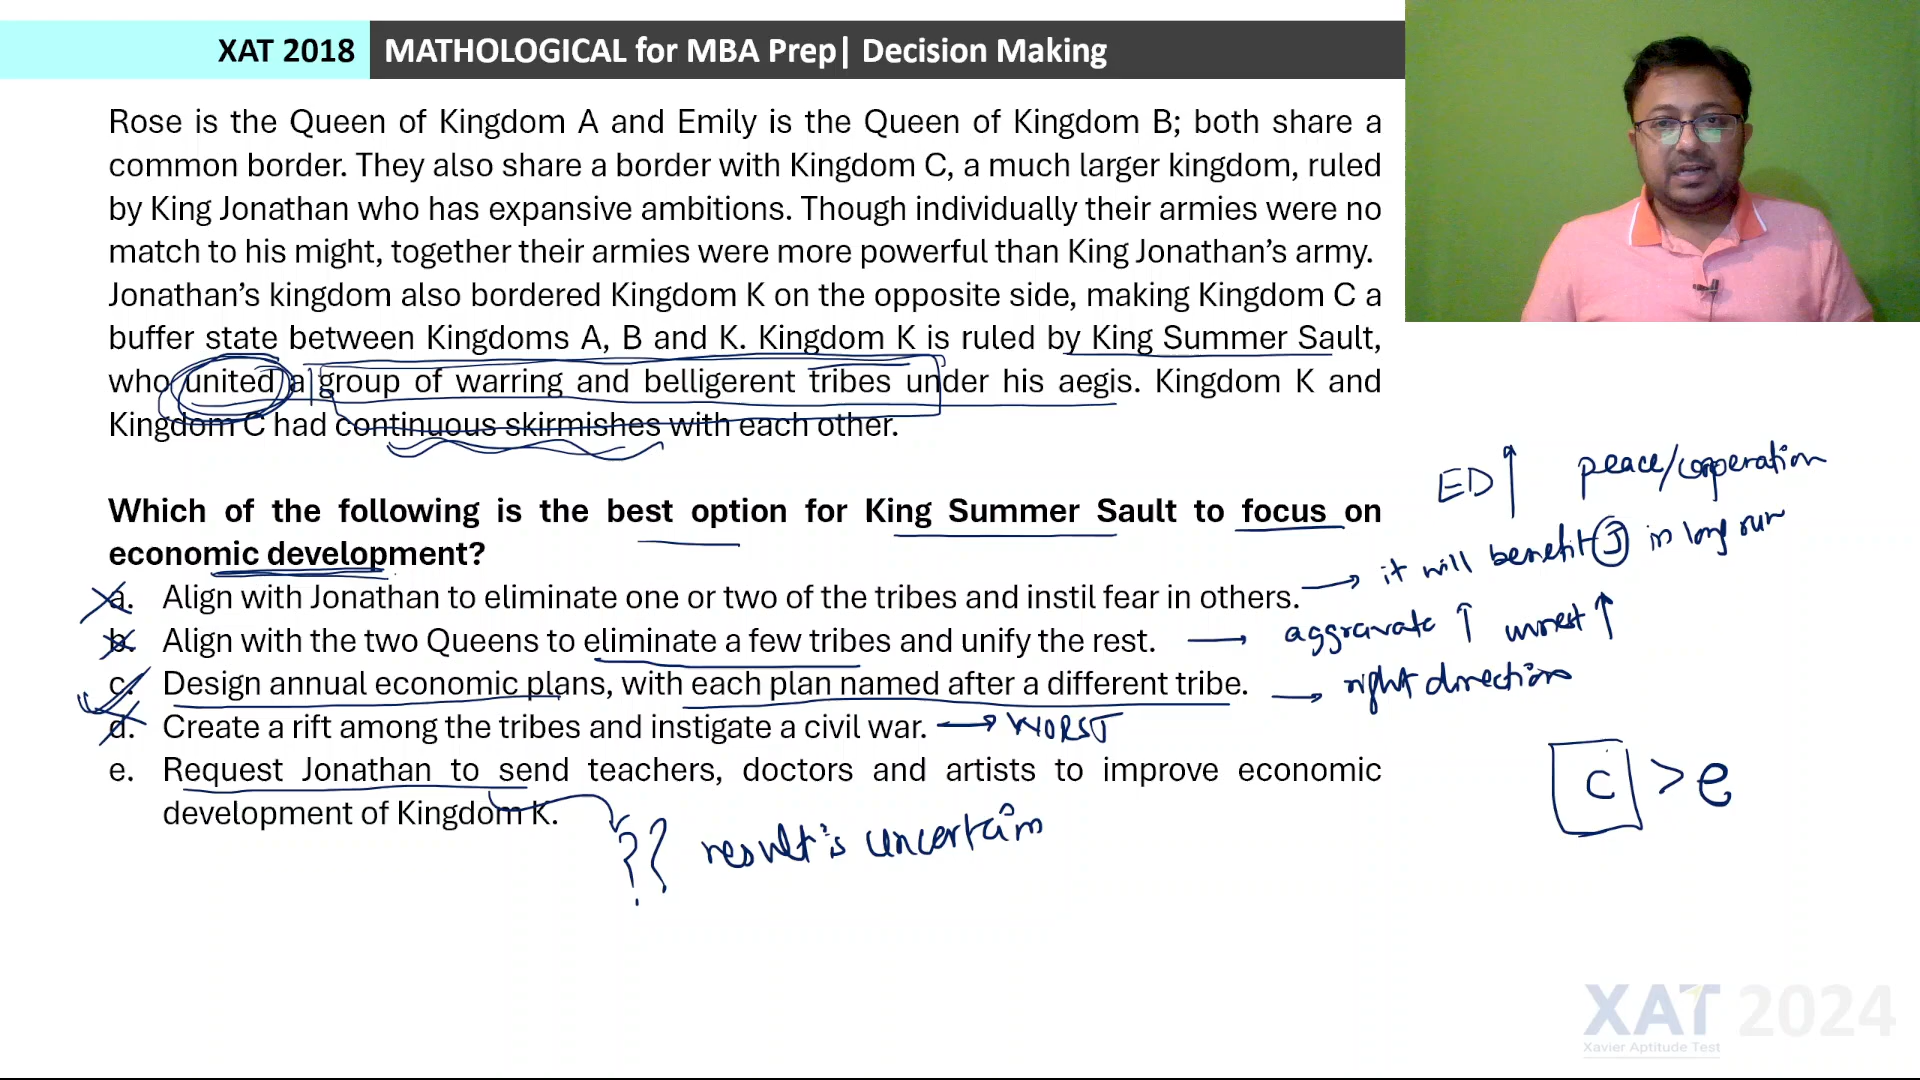 XAT 2018 MATHOLOGICAL for MBA Prep| Decision Making
Rose is the Queen of Kingdom A and Emily is the Queen of Kingdom B; both share a
common border. They also share a border with Kingdom C, a much larger kingdom, ruled
by King Jonathan who has expansive ambitions. Though individually their armies were no
match to his might, together their armies were more powerful than King Jonathan's army.
Jonathan's kingdom also bordered Kingdom K on the opposite side, making Kingdom C a
buffer state between Kingdoms A, B and K. Kingdom K is ruled by King Summer Sault,
who united a group of warring and belligerent tribes under his aegis. Kingdom K and
Kingdom C had continuous skirmishes with each other.
ED↑ peace/cooperation
Which of the following is the best option for King Summer Sault to focus on
economic development?
→ it will benefit J in long run
a. Align with Jonathan to eliminate one or two of the tribes and instil fear in others.
b. Align with the two Queens to eliminate a few tribes and unify the rest. → aggravate ↑ unrest ↑
c. Design annual economic plans, with each plan named after a different tribe. → right direction
d. Create a rift among the tribes and instigate a civil war. → WORST
e. Request Jonathan to send teachers, doctors and artists to improve economic
development of Kingdom K.
C > e
?? result's uncertain
XAT 2024
Xavier Aptitude Test